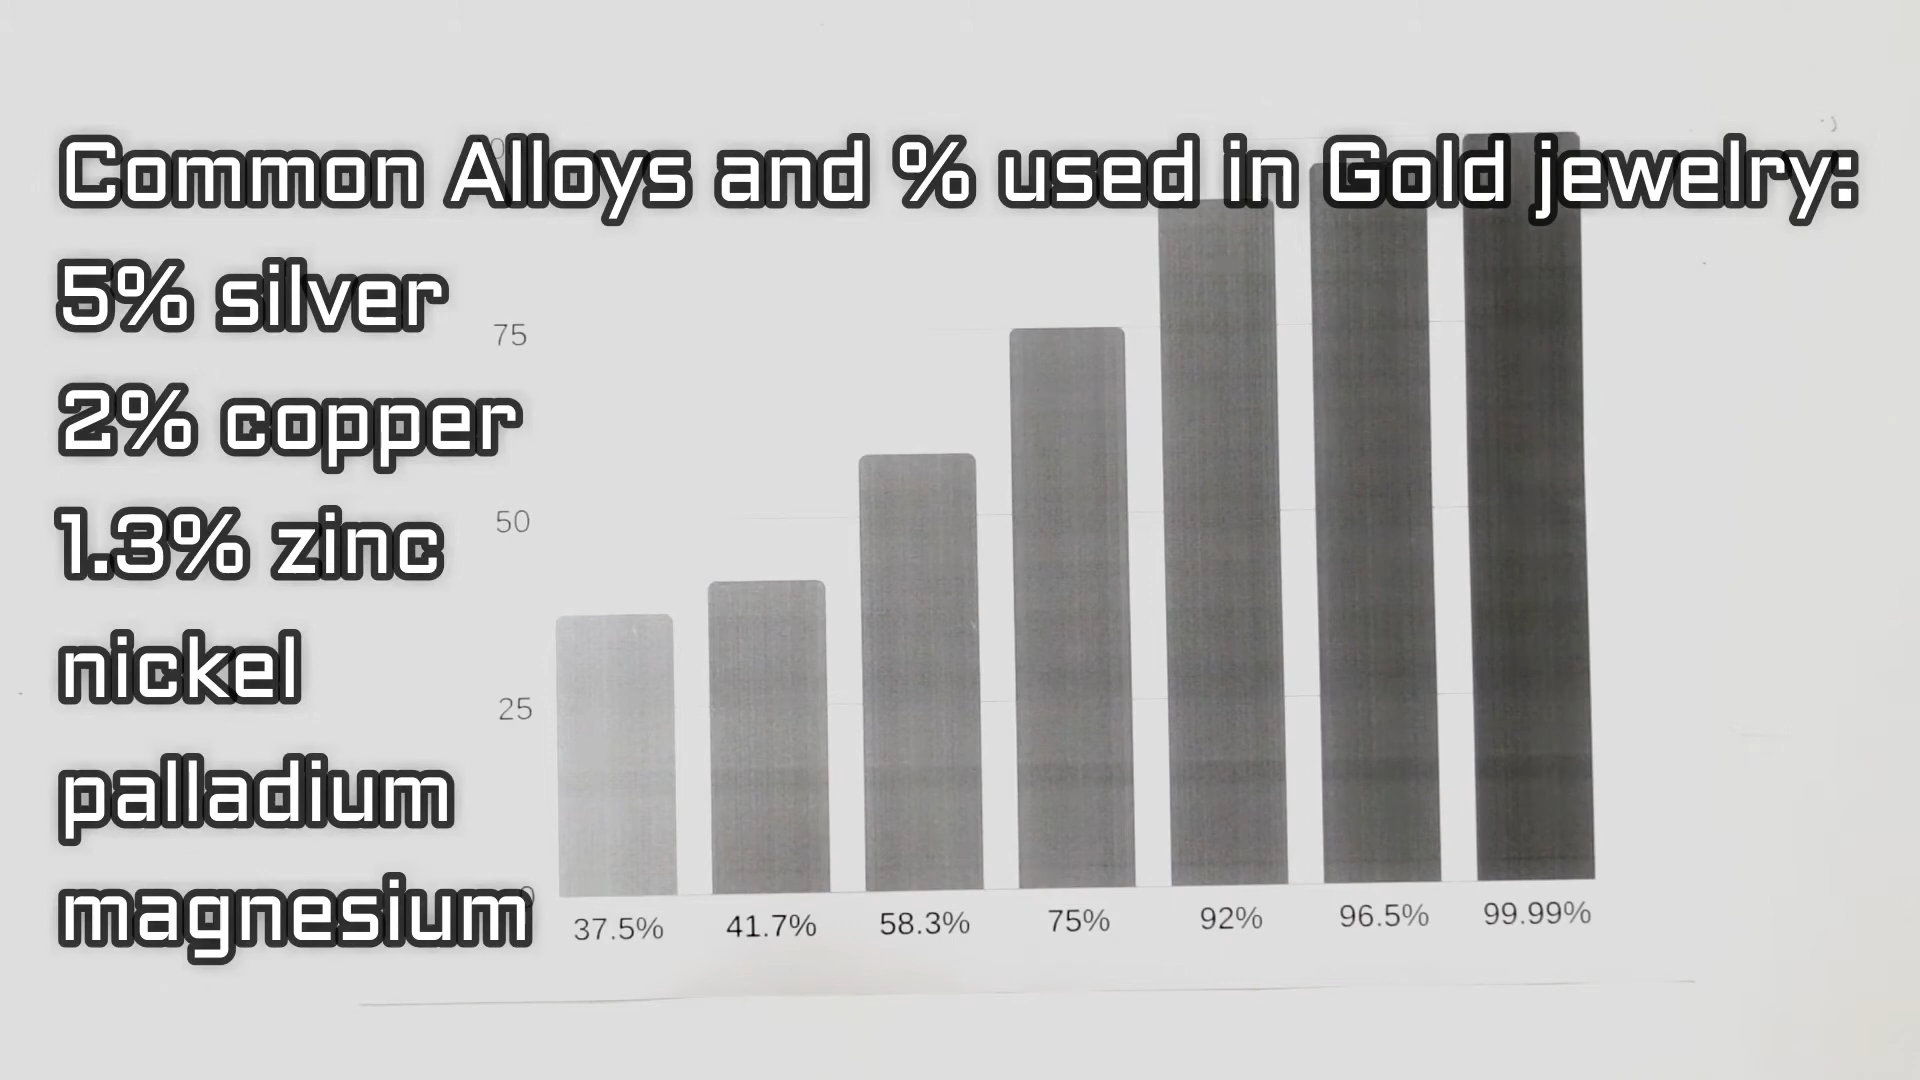 Common Alloys and % used in Gold jewelry:
5% silver
2% copper
1.3% zinc
nickel
palladium
magnesium
75
50
25
0
37.5% 41.7% 58.3% 75% 92% 96.5% 99.99%